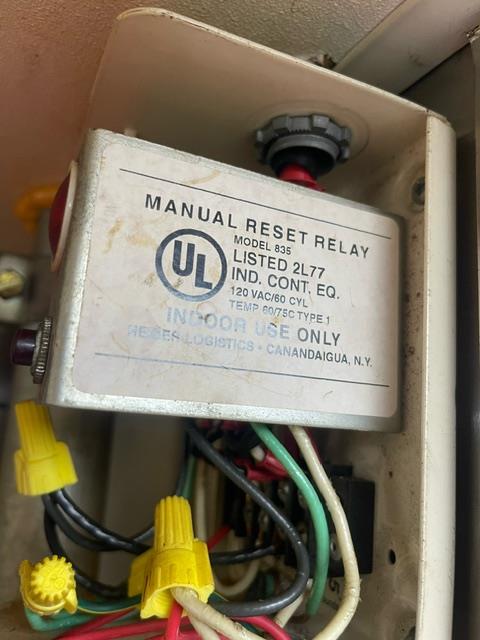 MANUAL RESET RELAY
MODEL 835
UL
LISTED 2L77
IND. CONT. EQ.
120 VAC/60 CYL
TEMP 60/75C TYPE 1
INDOOR USE ONLY
LOGISTICS • CANANDAIGUA, N.Y.